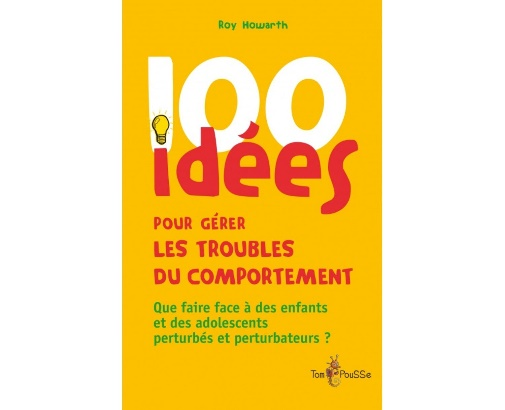 Roy Howarth
100
idées
POUR GÉRER
LES TROUBLES
DU COMPORTEMENT
Que faire face à des enfants
et des adolescents
perturbés et perturbateurs ?
Tom PouSSe